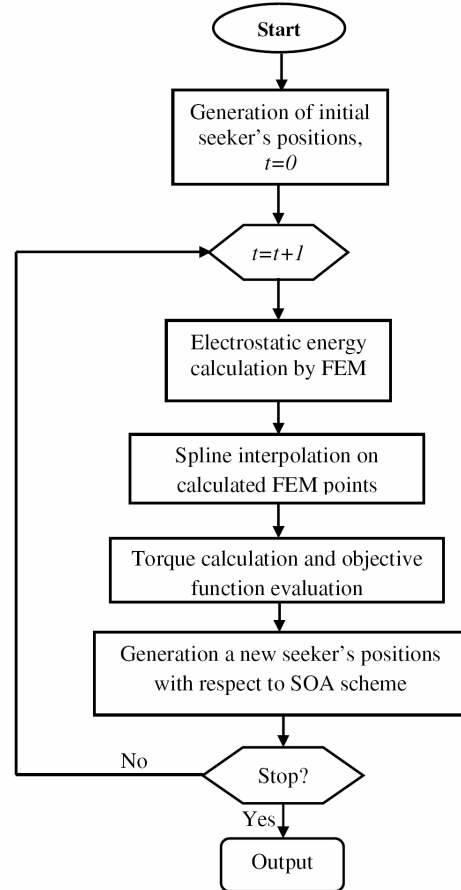 Start
Generation of initial
seeker's positions,
t=0
t=t+1
Electrostatic energy
calculation by FEM
Spline interpolation on
calculated FEM points
Torque calculation and objective
function evaluation
Generation a new seeker's positions
with respect to SOA scheme
No
Stop?
Yes
Output